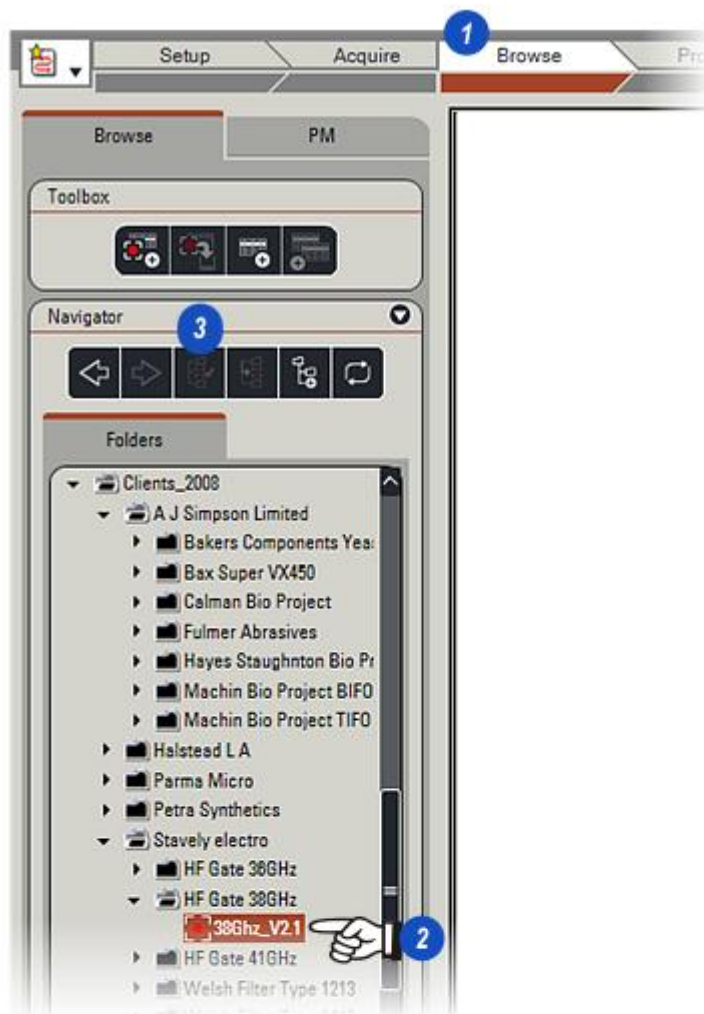 1
Setup Acquire Browse Pro
Browse PM
Toolbox
Navigator 3
Folders
Clients_2008
A J Simpson Limited
Bakers Components Yeas
Bax Super VX450
Calman Bio Project
Fulmer Abrasives
Hayes Staughnton Bio Pr
Machin Bio Project BIFO
Machin Bio Project TIFO
Halstead L A
Parma Micro
Petra Synthetics
Stavely electro
HF Gate 36GHz
HF Gate 38GHz
38Ghz_V2.1 2
HF Gate 41GHz
Welsh Filter Type 1213